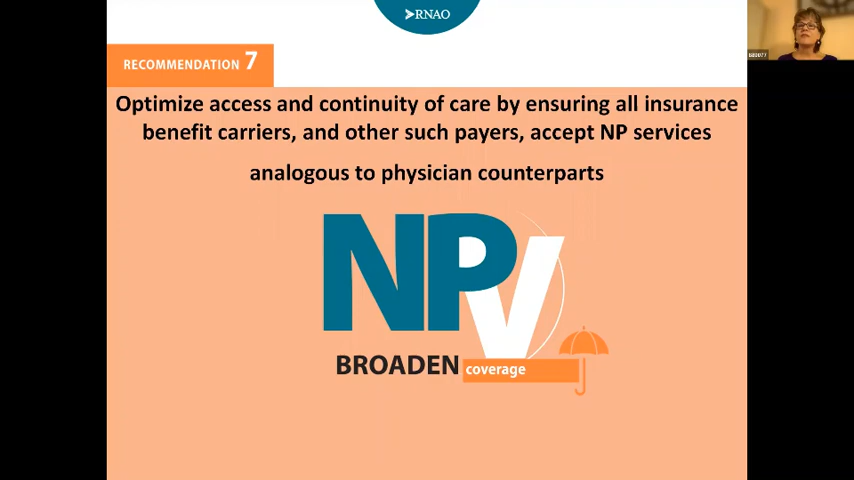 RNAO
RECOMMENDATION 7
Optimize access and continuity of care by ensuring all insurance
benefit carriers, and other such payers, accept NP services
analogous to physician counterparts
NPV
BROADEN coverage